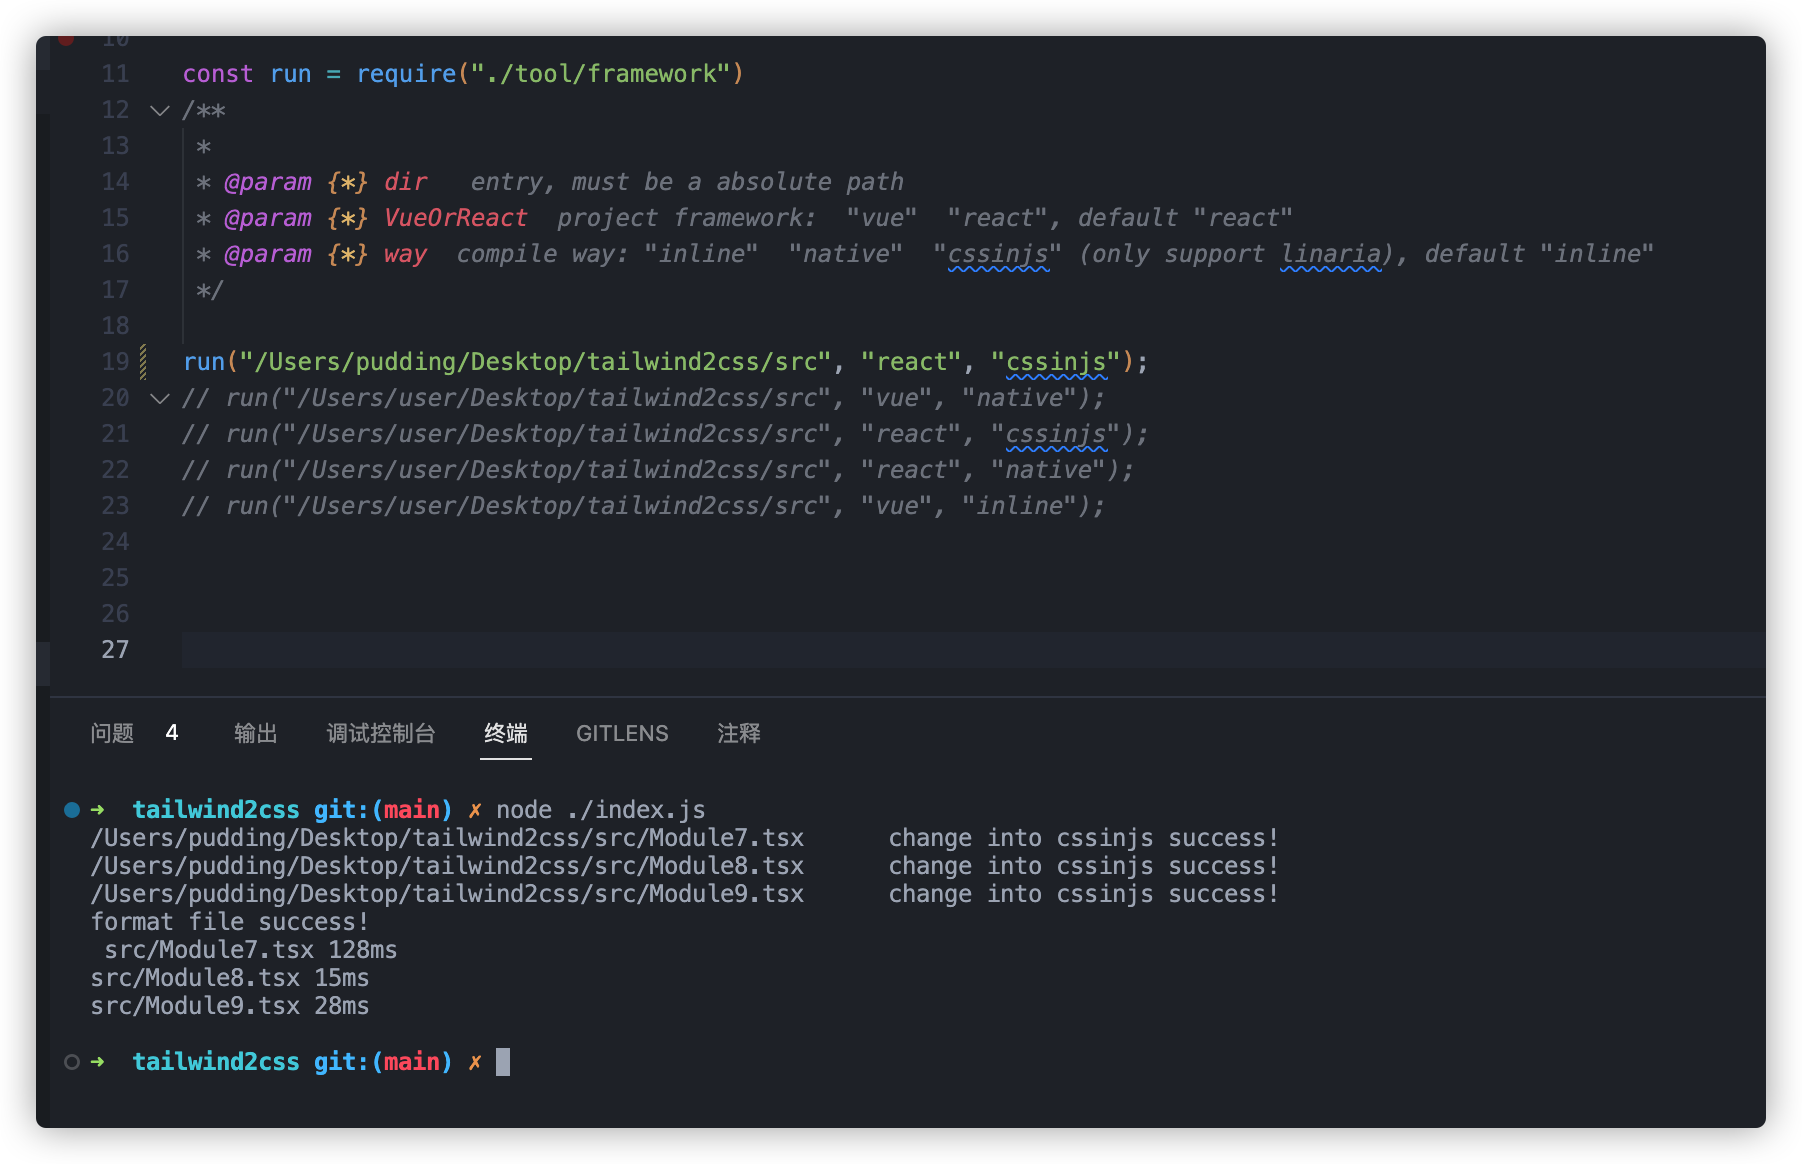 10
11 const run = require("./tool/framework")
12 /**
13  *
14  * @param {*} dir   entry, must be a absolute path
15  * @param {*} VueOrReact  project framework:  "vue"  "react", default "react"
16  * @param {*} way  compile way: "inline"  "native"  "cssinjs" (only support linaria), default "inline"
17  */
18
19 run("/Users/pudding/Desktop/tailwind2css/src", "react", "cssinjs");
20 // run("/Users/user/Desktop/tailwind2css/src", "vue", "native");
21 // run("/Users/user/Desktop/tailwind2css/src", "react", "cssinjs");
22 // run("/Users/user/Desktop/tailwind2css/src", "react", "native");
23 // run("/Users/user/Desktop/tailwind2css/src", "vue", "inline");
24
25
26
27
问题 4 输出 调试控制台 终端 GITLENS 注释
➜  tailwind2css git:(main) ✗ node ./index.js
/Users/pudding/Desktop/tailwind2css/src/Module7.tsx      change into cssinjs success!
/Users/pudding/Desktop/tailwind2css/src/Module8.tsx      change into cssinjs success!
/Users/pudding/Desktop/tailwind2css/src/Module9.tsx      change into cssinjs success!
format file success!
 src/Module7.tsx 128ms
src/Module8.tsx 15ms
src/Module9.tsx 28ms
➜  tailwind2css git:(main) ✗